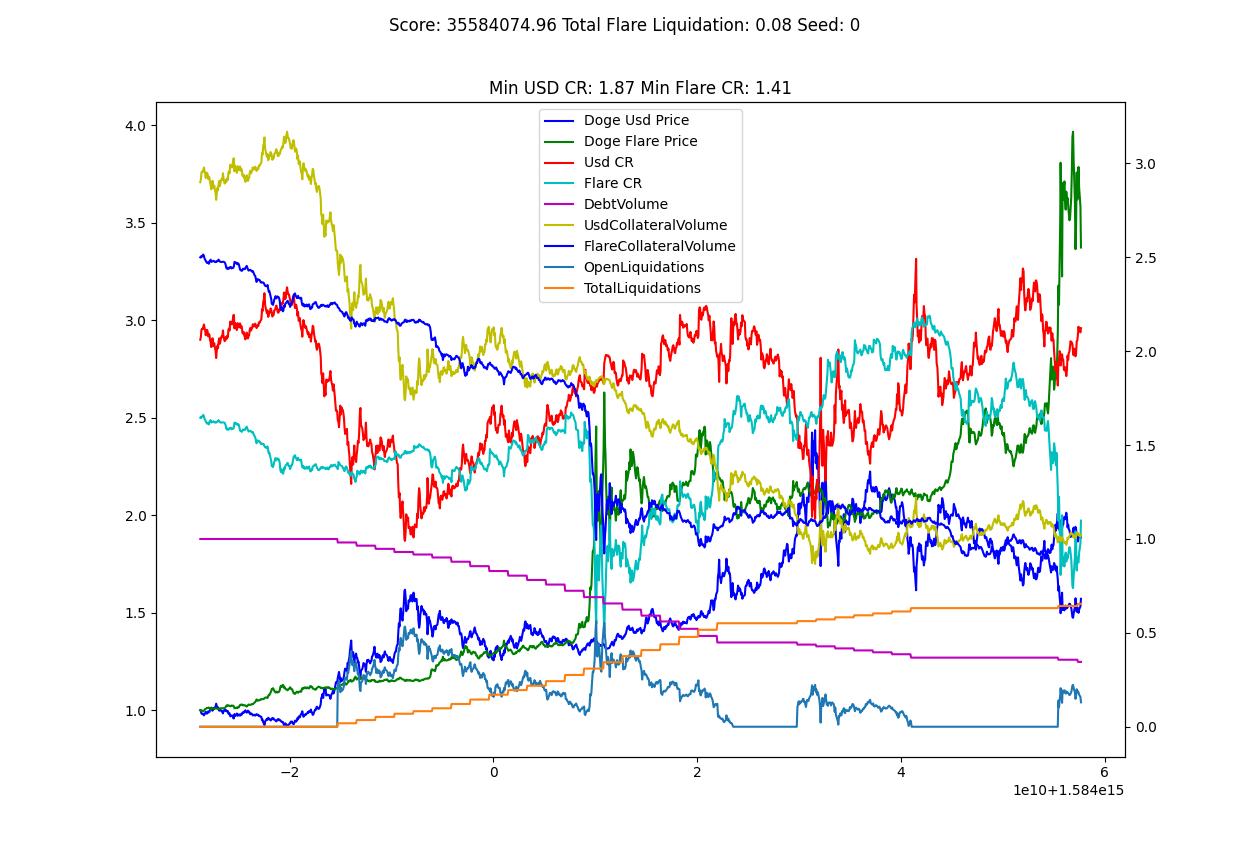 Score: 35584074.96 Total Flare Liquidation: 0.08 Seed: 0
Min USD CR: 1.87 Min Flare CR: 1.41
Doge Usd Price
Doge Flare Price
Usd CR
Flare CR
DebtVolume
UsdCollateralVolume
FlareCollateralVolume
OpenLiquidations
TotalLiquidations
4.0
3.5
3.0
2.5
2.0
1.5
1.0
3.0
2.5
2.0
1.5
1.0
0.5
0.0
−2 0 2 4 6
1e10+1.584e15